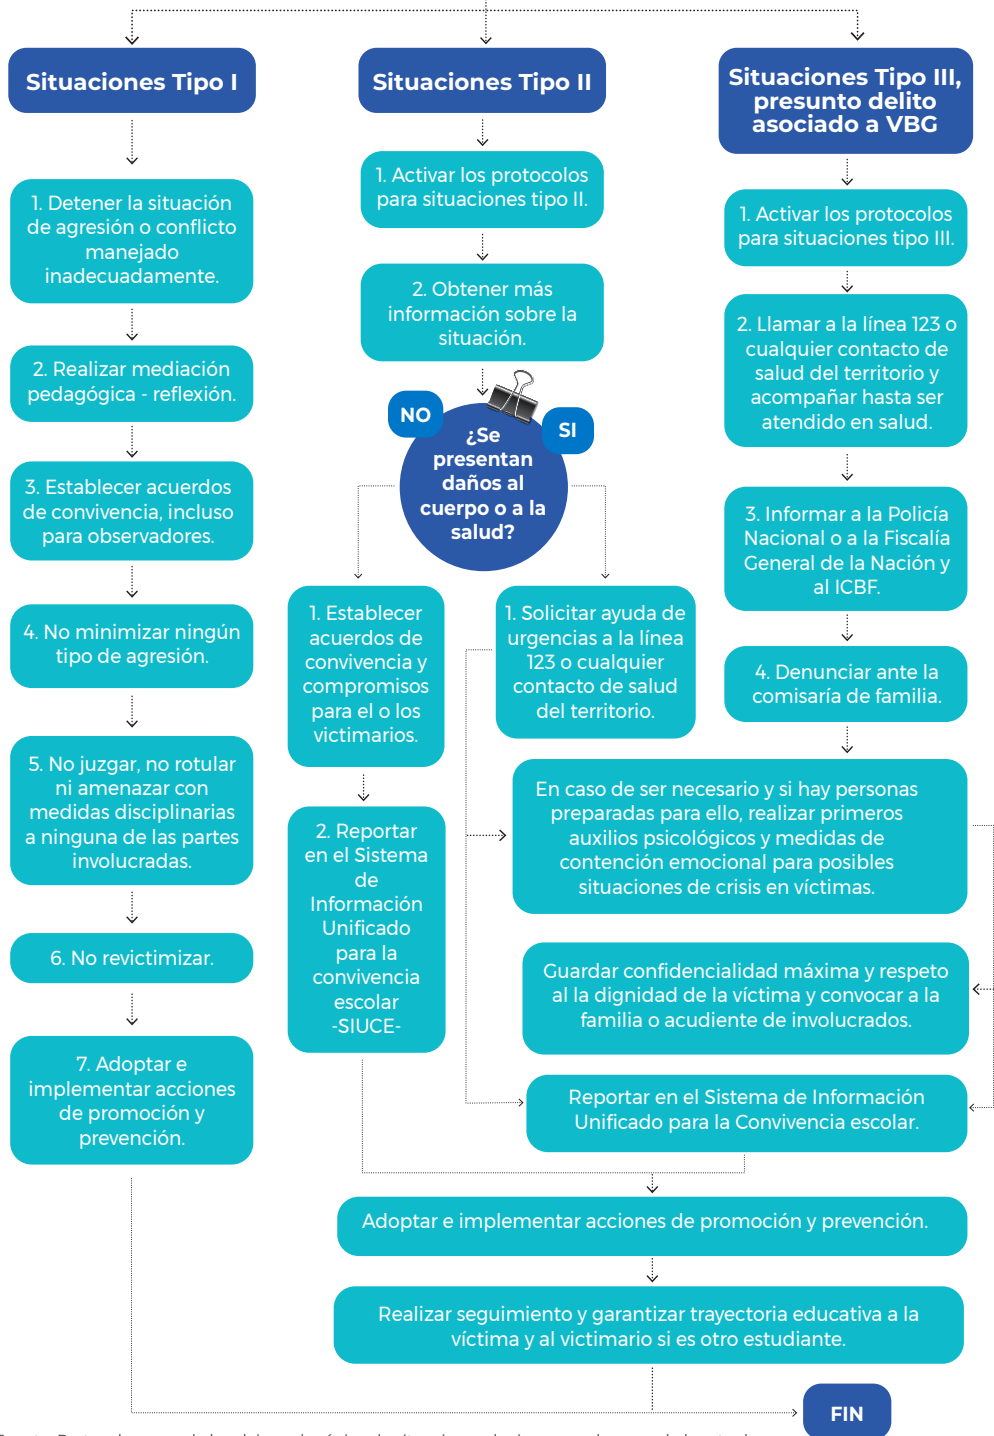 Situaciones Tipo I
1. Detener la situación
de agresión o conflicto
manejado
inadecuadamente.
2. Realizar mediación
pedagógica - reflexión.
3. Establecer acuerdos
de convivencia, incluso
para observadores.
4. No minimizar ningún
tipo de agresión.
5. No juzgar, no rotular
ni amenazar con
medidas disciplinarias
a ninguna de las partes
involucradas.
6. No revictimizar.
7. Adoptar e
implementar acciones
de promoción y
prevención.
Situaciones Tipo II
1. Activar los protocolos
para situaciones tipo II.
2. Obtener más
información sobre la
situación.
NO
SI
¿Se
presentan
daños al
cuerpo o a la
salud?
1. Establecer
acuerdos de
convivencia y
compromisos
para el o los
victimarios.
2. Reportar
en el Sistema
de
Información
Unificado
para la
convivencia
escolar
-SIUCE-
1. Solicitar ayuda de
urgencias a la línea
123 o cualquier
contacto de salud
del territorio.
Situaciones Tipo III,
presunto delito
asociado a VBG
1. Activar los protocolos
para situaciones tipo III.
2. Llamar a la línea 123 o
cualquier contacto de
salud del territorio y
acompañar hasta ser
atendido en salud.
3. Informar a la Policía
Nacional o a la Fiscalía
General de la Nación y
al ICBF.
4. Denunciar ante la
comisaría de familia.
En caso de ser necesario y si hay personas
preparadas para ello, realizar primeros
auxilios psicológicos y medidas de
contención emocional para posibles
situaciones de crisis en víctimas.
Guardar confidencialidad máxima y respeto
al la dignidad de la víctima y convocar a la
familia o acudiente de involucrados.
Reportar en el Sistema de Información
Unificado para la Convivencia escolar.
Adoptar e implementar acciones de promoción y prevención.
Realizar seguimiento y garantizar trayectoria educativa a la
víctima y al victimario si es otro estudiante.
FIN